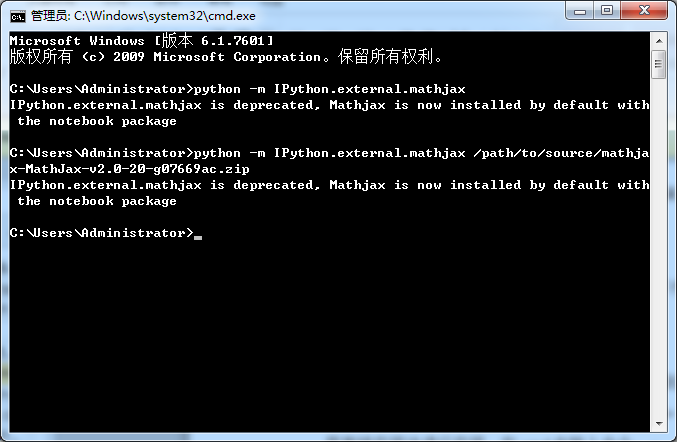 管理员: C:\Windows\system32\cmd.exe
Microsoft Windows [版本 6.1.7601]
版权所有 (c) 2009 Microsoft Corporation。保留所有权利。
C:\Users\Administrator>python -m IPython.external.mathjax
IPython.external.mathjax is deprecated, Mathjax is now installed by default with
 the notebook package
C:\Users\Administrator>python -m IPython.external.mathjax /path/to/source/mathja
x-MathJax-v2.0-20-g07669ac.zip
IPython.external.mathjax is deprecated, Mathjax is now installed by default with
 the notebook package
C:\Users\Administrator>_